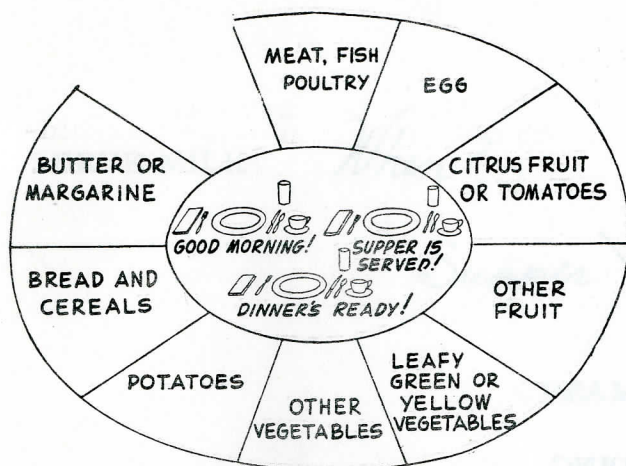 MEAT, FISH
POULTRY
EGG
CITRUS FRUIT
OR TOMATOES
OTHER
FRUIT
LEAFY
GREEN OR
YELLOW
VEGETABLES
OTHER
VEGETABLES
POTATOES
BREAD AND
CEREALS
BUTTER OR
MARGARINE
GOOD MORNING!
SUPPER IS
SERVED!
DINNER'S READY!